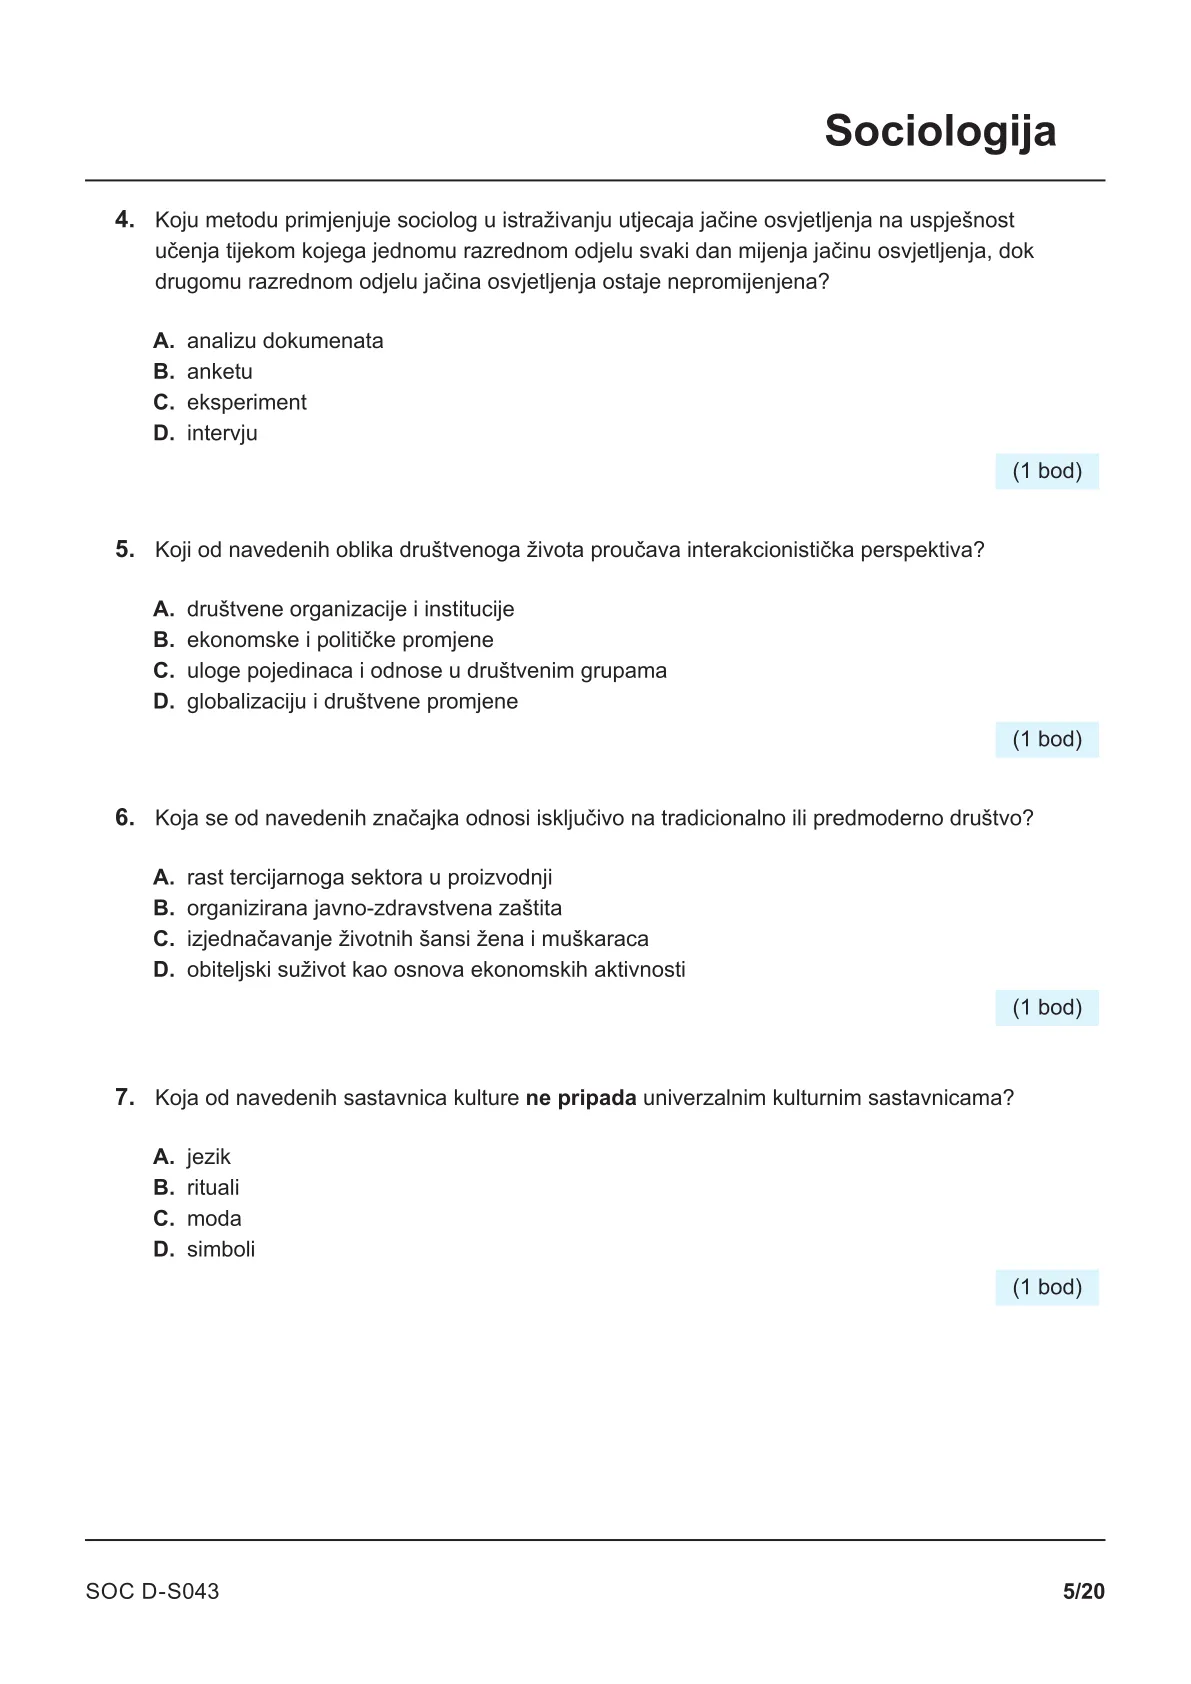 Sociologija
4. Koju metodu primjenjuje sociolog u istraživanju utjecaja jačine osvjetljenja na uspješnost
učenja tijekom kojega jednomu razrednom odjelu svaki dan mijenja jačinu osvjetljenja, dok
drugomu razrednom odjelu jačina osvjetljenja ostaje nepromijenjena?
A. analizu dokumenata
B. anketu
C. eksperiment
D. intervju
(1 bod)
5. Koji od navedenih oblika društvenoga života proučava interakcionistička perspektiva?
A. društvene organizacije i institucije
B. ekonomske i političke promjene
C. uloge pojedinaca i odnose u društvenim grupama
D. globalizaciju i društvene promjene
(1 bod)
6. Koja se od navedenih značajka odnosi isključivo na tradicionalno ili predmoderno društvo?
A. rast tercijarnoga sektora u proizvodnji
B. organizirana javno-zdravstvena zaštita
C. izjednačavanje životnih šansi žena i muškaraca
D. obiteljski suživot kao osnova ekonomskih aktivnosti
(1 bod)
7. Koja od navedenih sastavnica kulture ne pripada univerzalnim kulturnim sastavnicama?
A. jezik
B. rituali
C. moda
D. simboli
(1 bod)
SOC D-S043
5/20